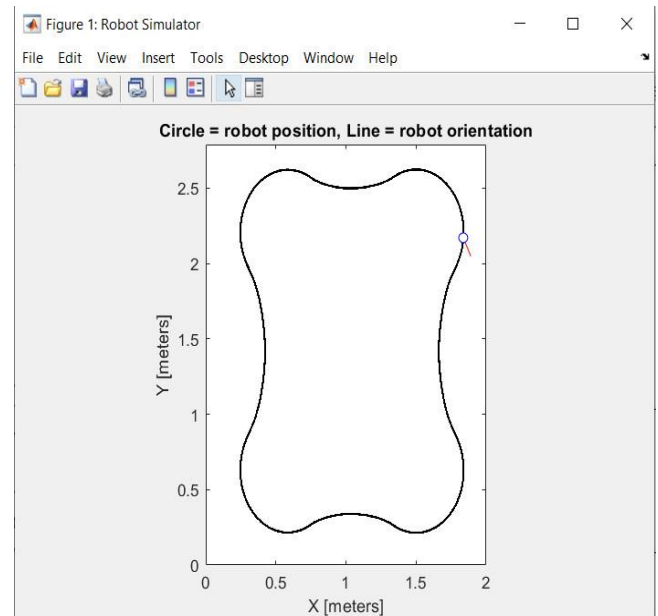 Figure 1: Robot Simulator
File Edit View Insert Tools Desktop Window Help
Circle = robot position, Line = robot orientation
2.5
2
1.5
1
0.5
0
Y [meters]
0 0.5 1 1.5 2
X [meters]